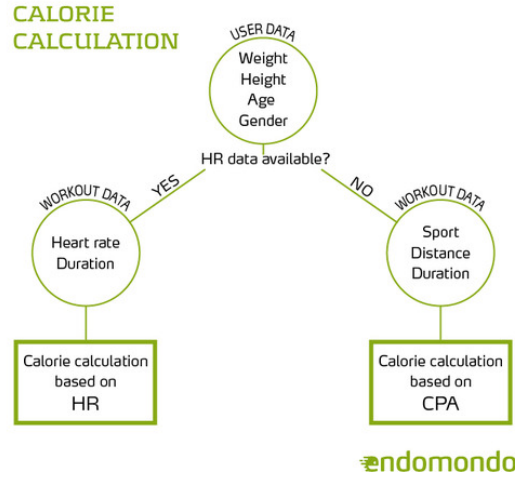 CALORIE
CALCULATION
USER DATA
Weight
Height
Age
Gender
HR data available?
YES
NO
WORKOUT DATA
Heart rate
Duration
WORKOUT DATA
Sport
Distance
Duration
Calorie calculation
based on
HR
Calorie calculation
based on
CPA
endomondo